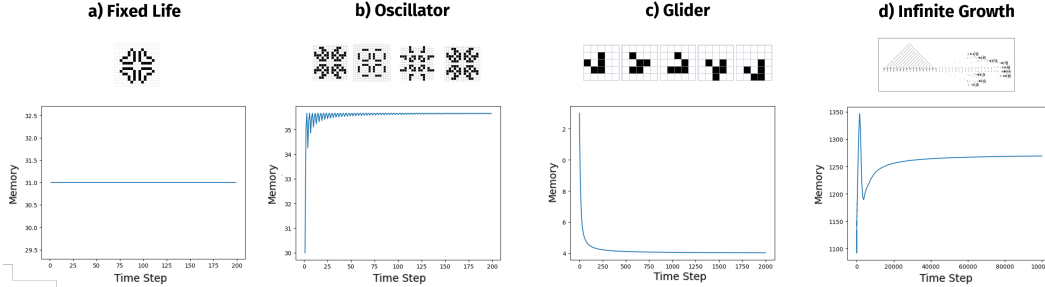 a) Fixed Life
b) Oscillator
c) Glider
d) Infinite Growth
32.5
32.0
31.5
31.0
30.5
30.0
29.5
Memory
0 25 50 75 100 125 150 175 200
Time Step
35
34
33
32
31
30
Memory
0 25 50 75 100 125 150 175 200
Time Step
2
0
8
6
4
Memory
0 250 500 750 1000 1250 1500 1750 2000
Time Step
1350
1300
1250
1200
1150
1100
Memory
0 20000 40000 60000 80000 10000
Time Step